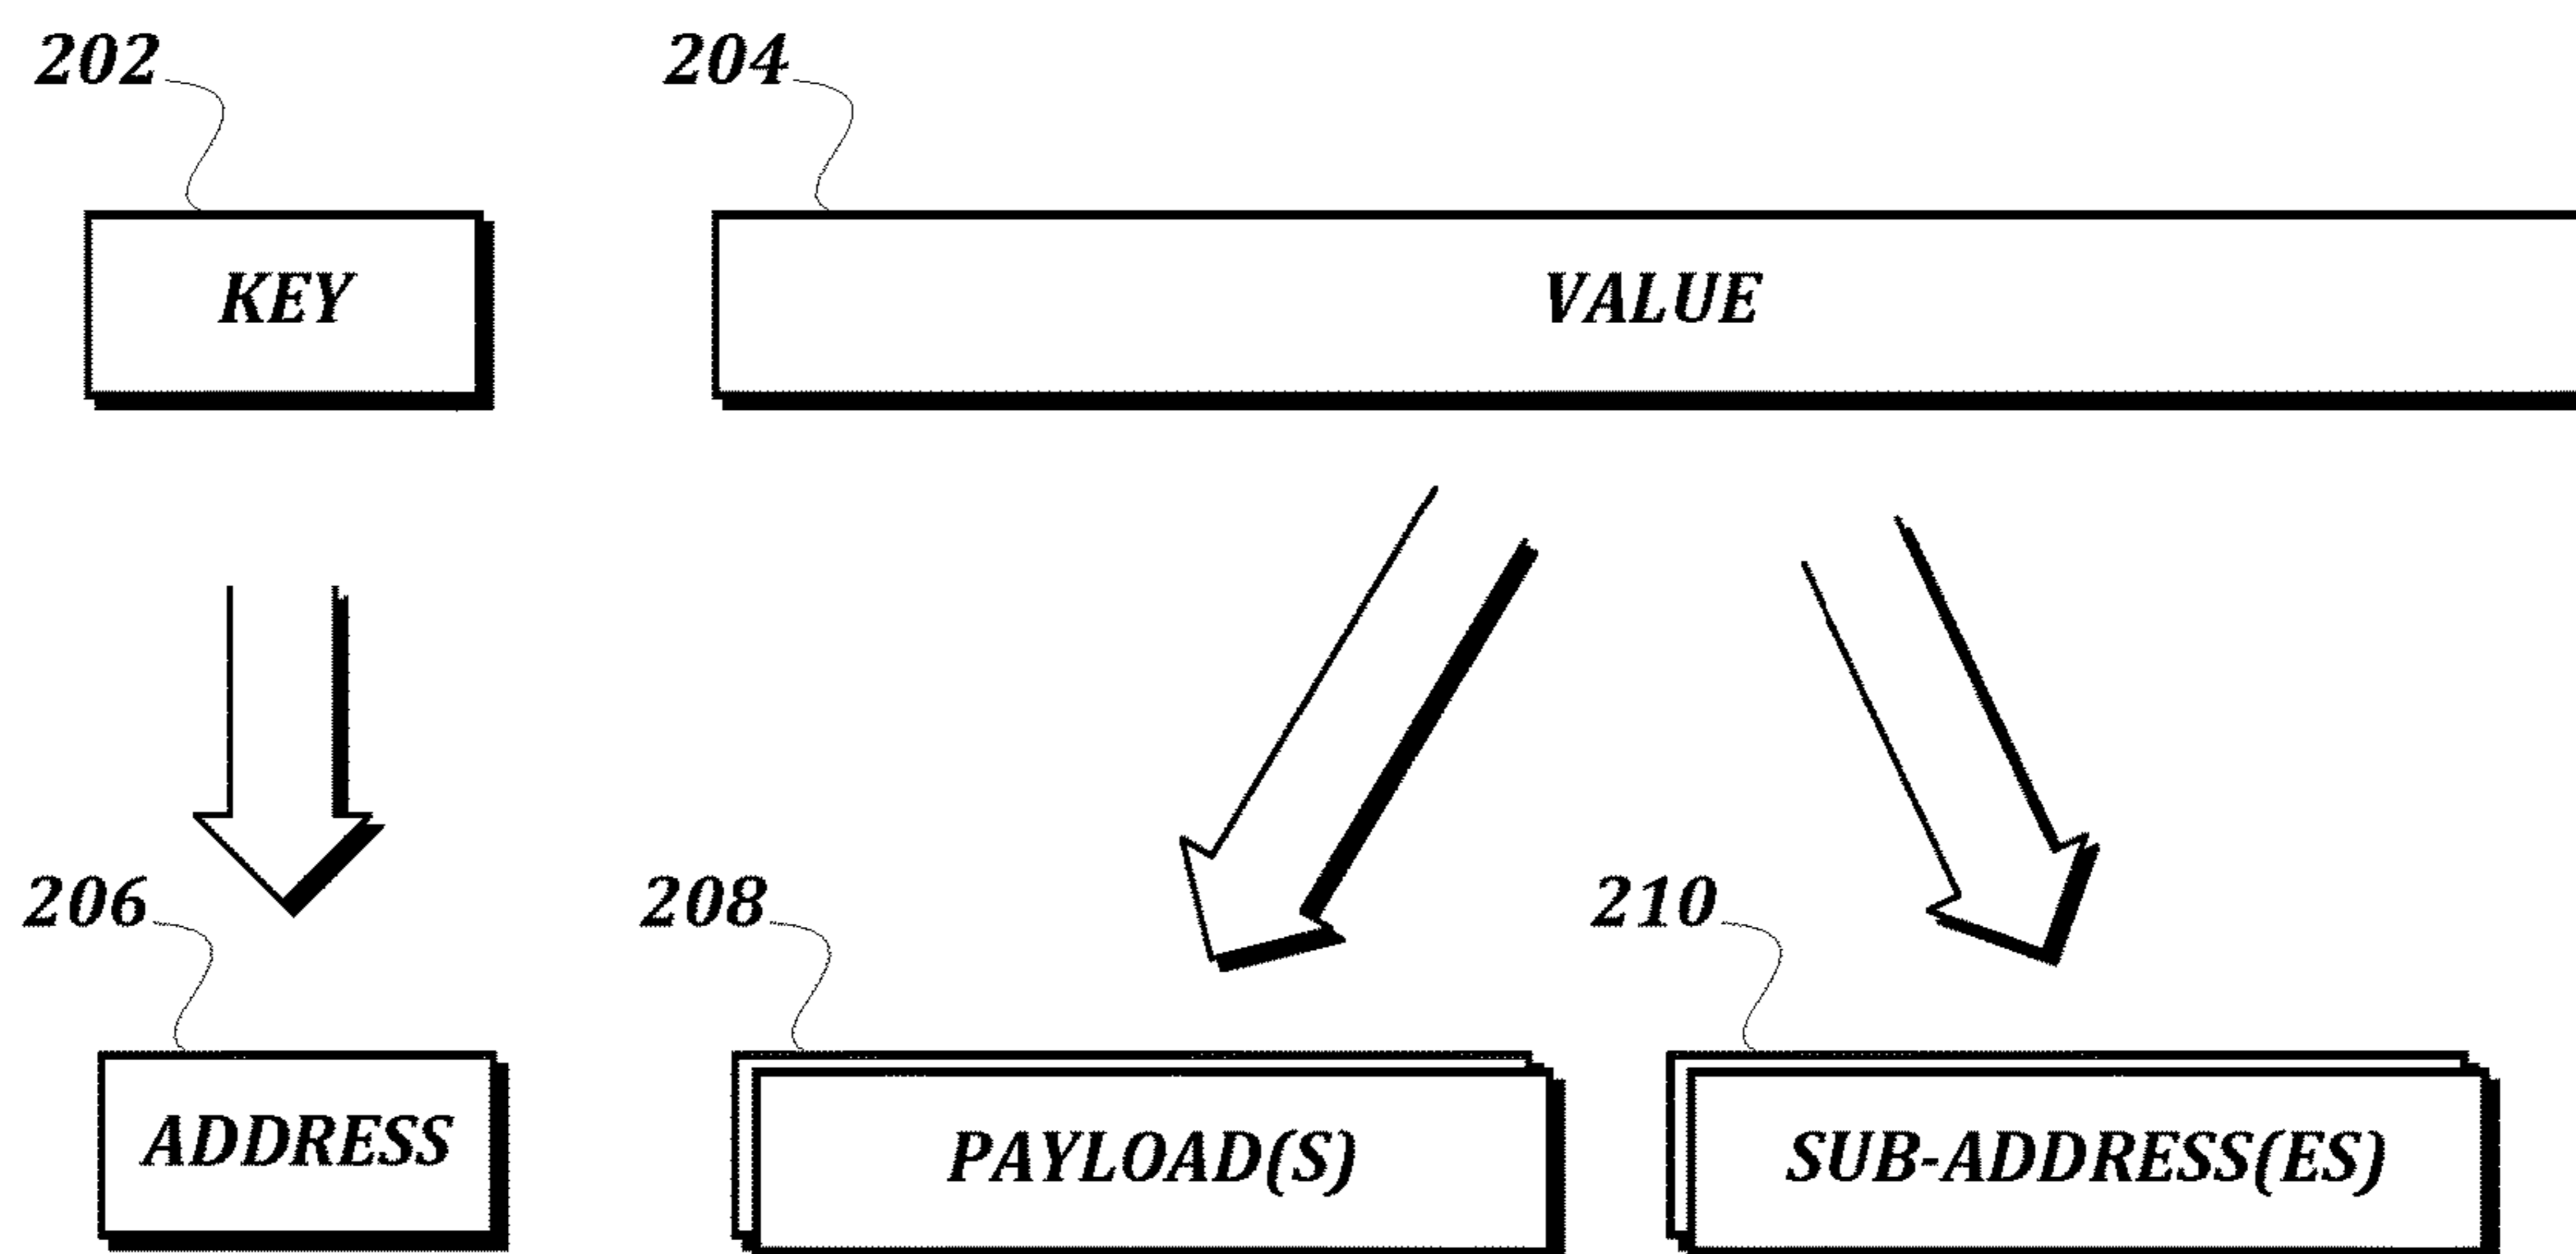 202
204
KEY
VALUE
206
208
210
ADDRESS
PAYLOAD(S)
SUB-ADDRESS(ES)